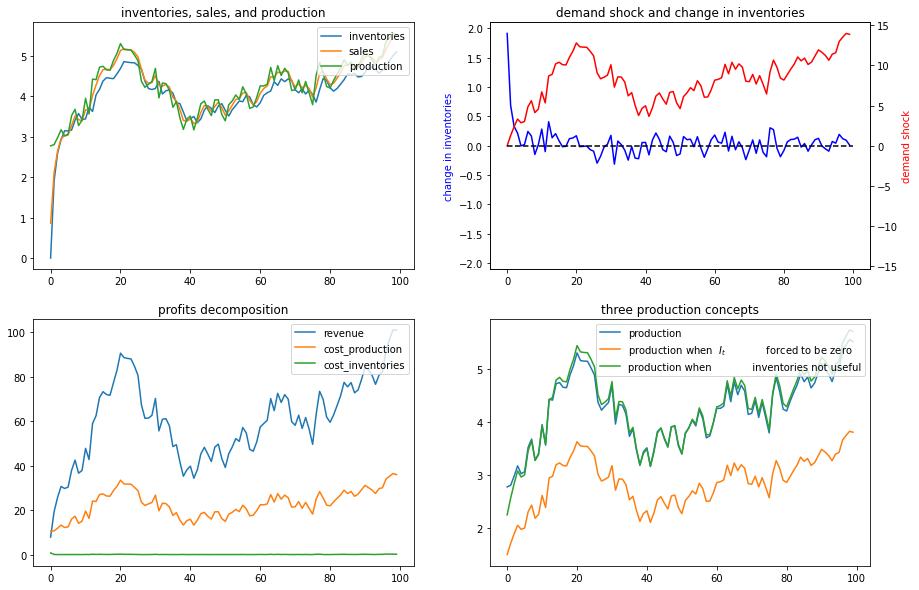 inventories, sales, and production
inventories
sales
production
5
4
3
2
1
0
0 20 40 60 80 100
demand shock and change in inventories
change in inventories
2.0
1.5
1.0
0.5
0.0
−0.5
−1.0
−1.5
−2.0
15
10
5
0
−5
−10
−15
demand shock
0 20 40 60 80 100
profits decomposition
revenue
cost_production
cost_inventories
100
80
60
40
20
0
0 20 40 60 80 100
three production concepts
production
production when I_t forced to be zero
production when inventories not useful
5
4
3
2
0 20 40 60 80 100